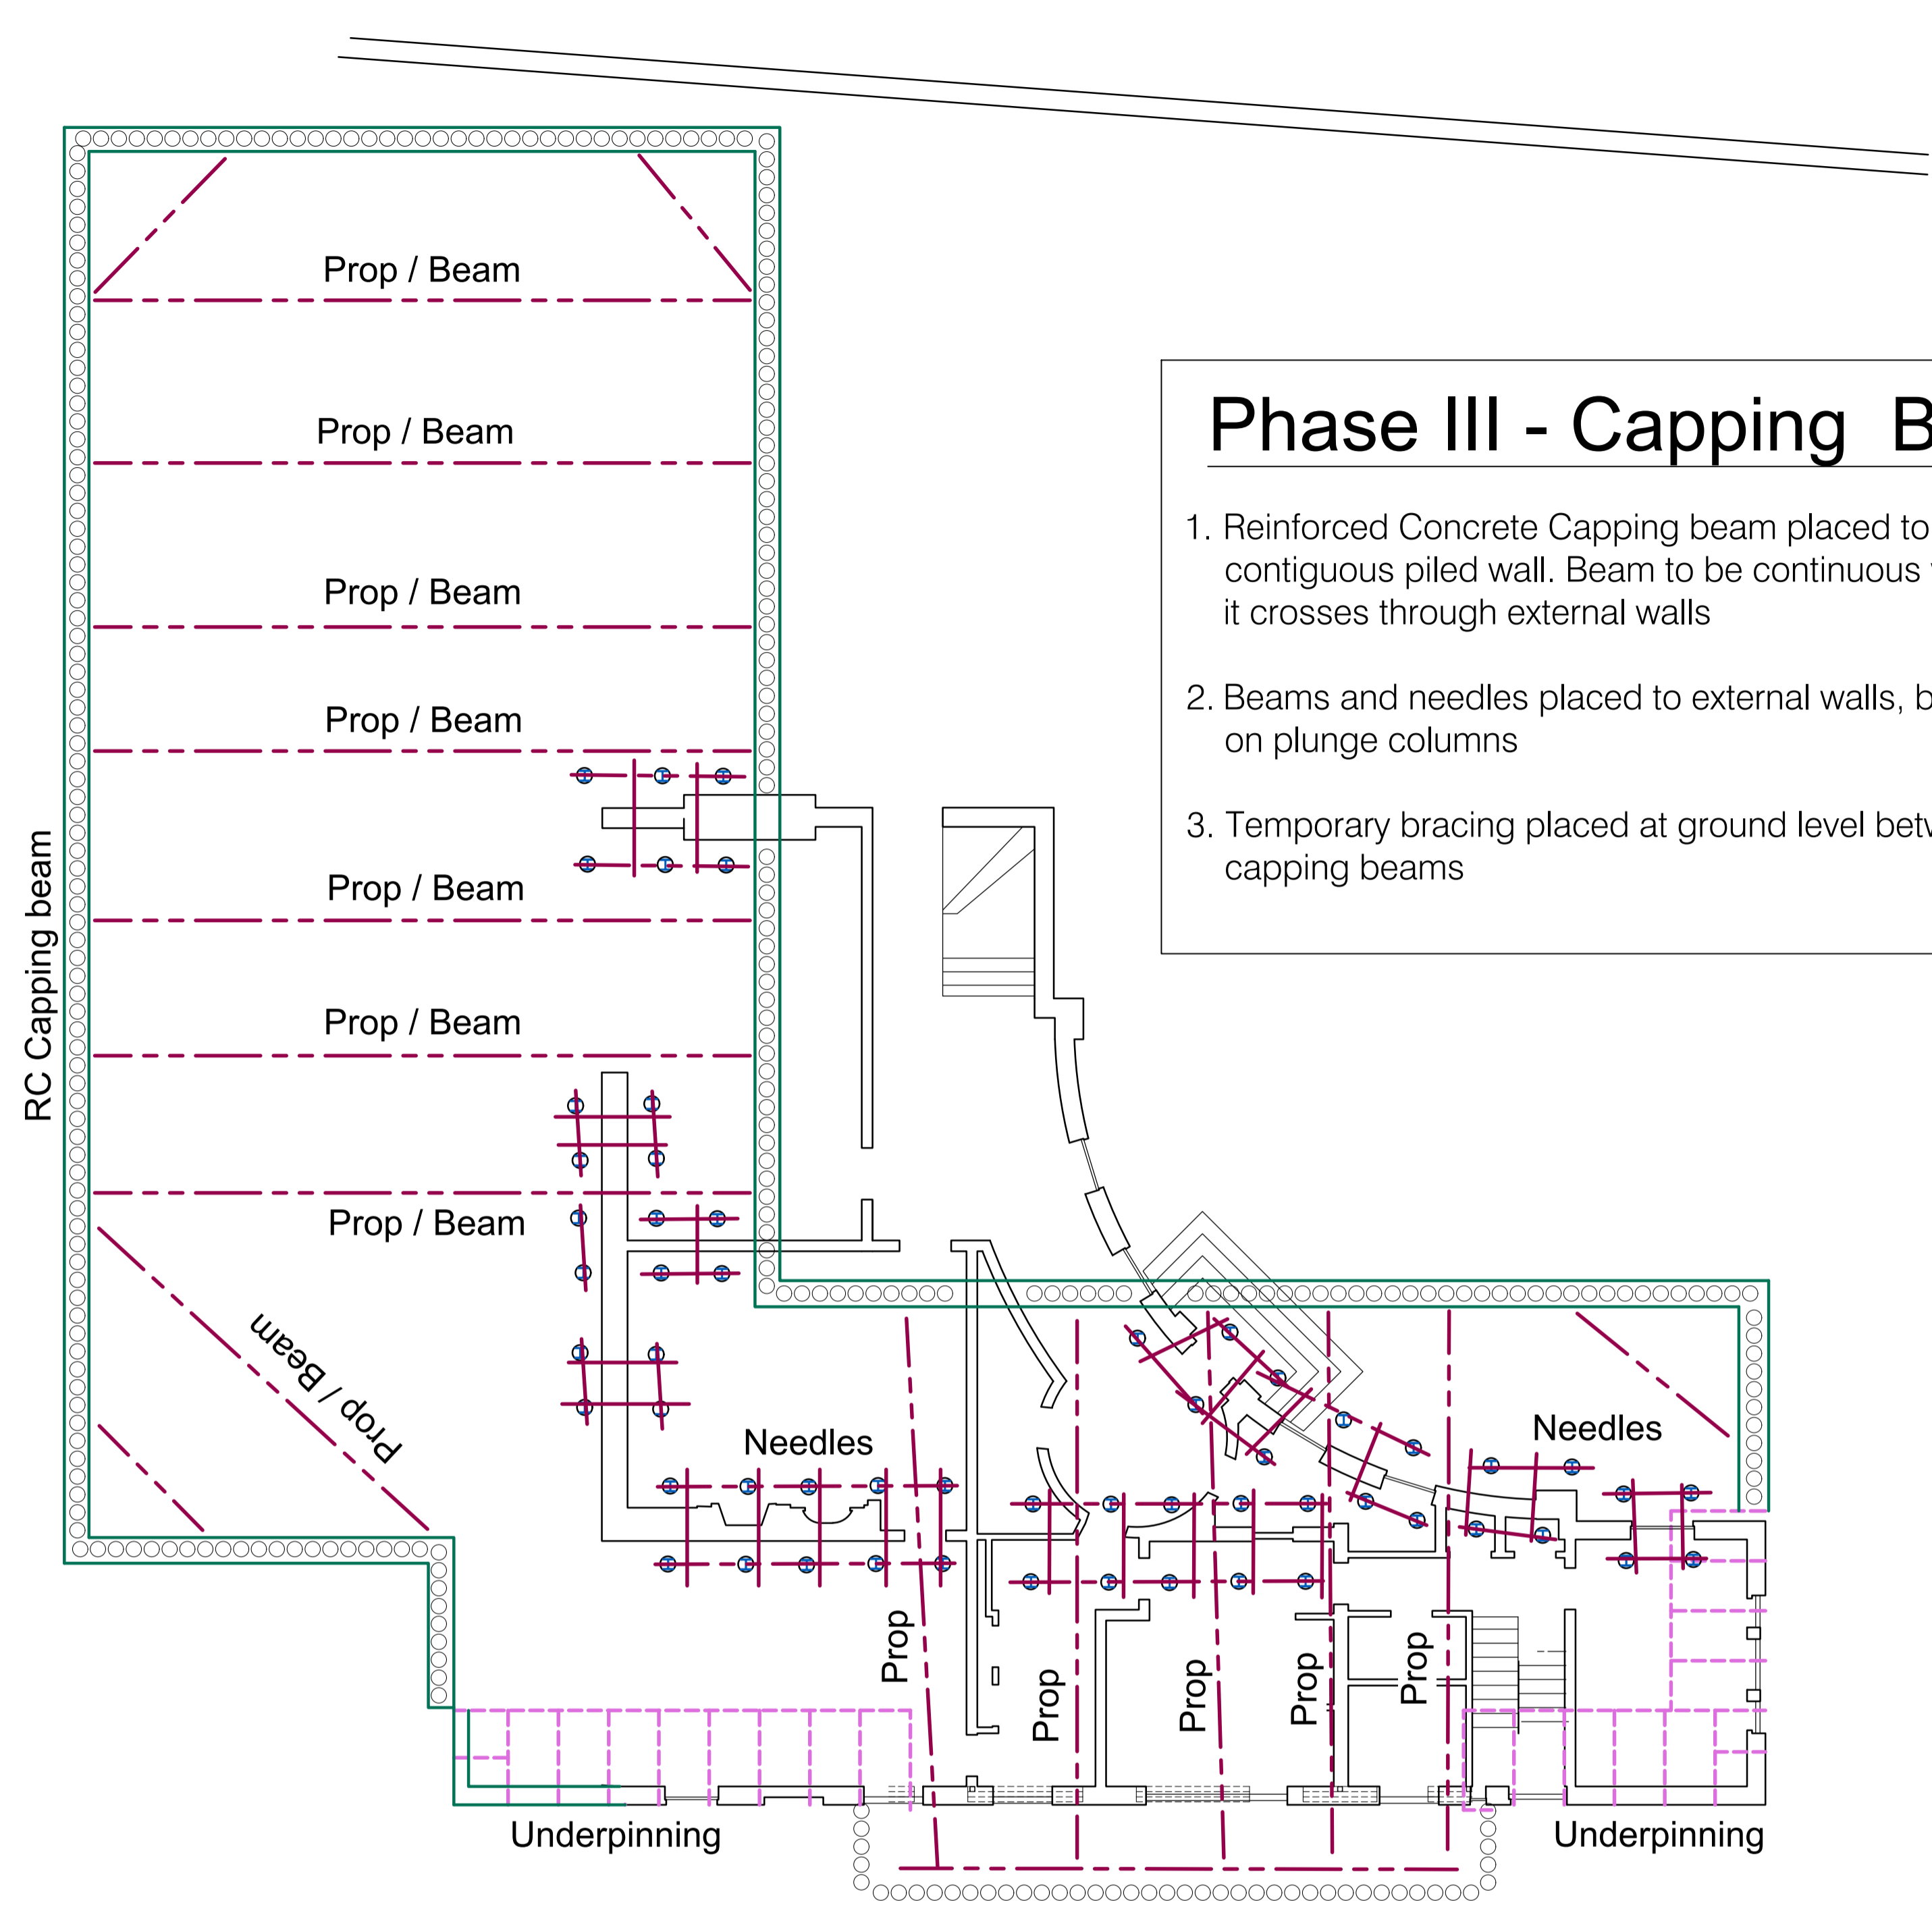 Prop / Beam
Phase III - Capping
Prop / Beam
1. Reinforced Concrete Capping beam placed to
contiguous piled wall. Beam to be continuous
it crosses through external walls
Prop / Beam
2. Beams and needles placed to external walls,
on plunge columns
Prop / Beam
3. Temporary bracing placed at ground level
capping beams
Prop / Beam
RC Capping beam
Prop / Beam
Prop / Beam
Prop / Beam
Needles
Needles
Prop
Prop
Prop
Prop
Prop
Underpinning
Underpinning